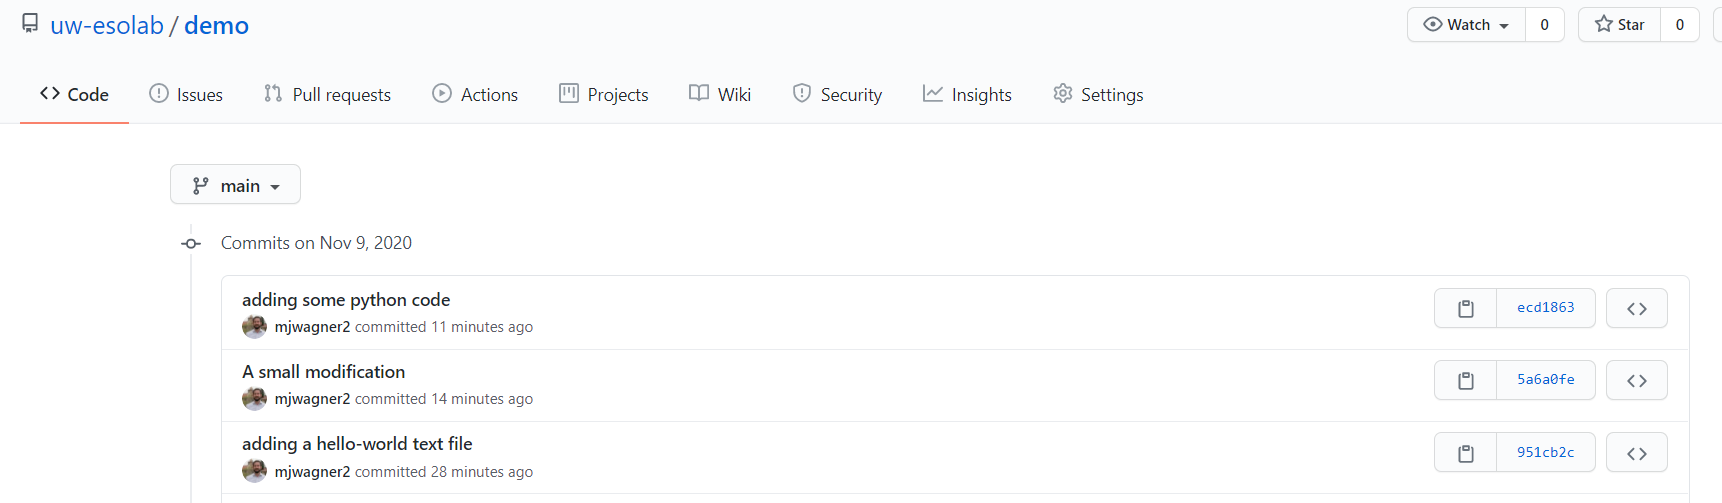 uw-esolab / demo
Watch 0 Star 0
Code Issues Pull requests Actions Projects Wiki Security Insights Settings
main
Commits on Nov 9, 2020
adding some python code
mjwagner2 committed 11 minutes ago
ecd1863
A small modification
mjwagner2 committed 14 minutes ago
5a6a0fe
adding a hello-world text file
mjwagner2 committed 28 minutes ago
951cb2c